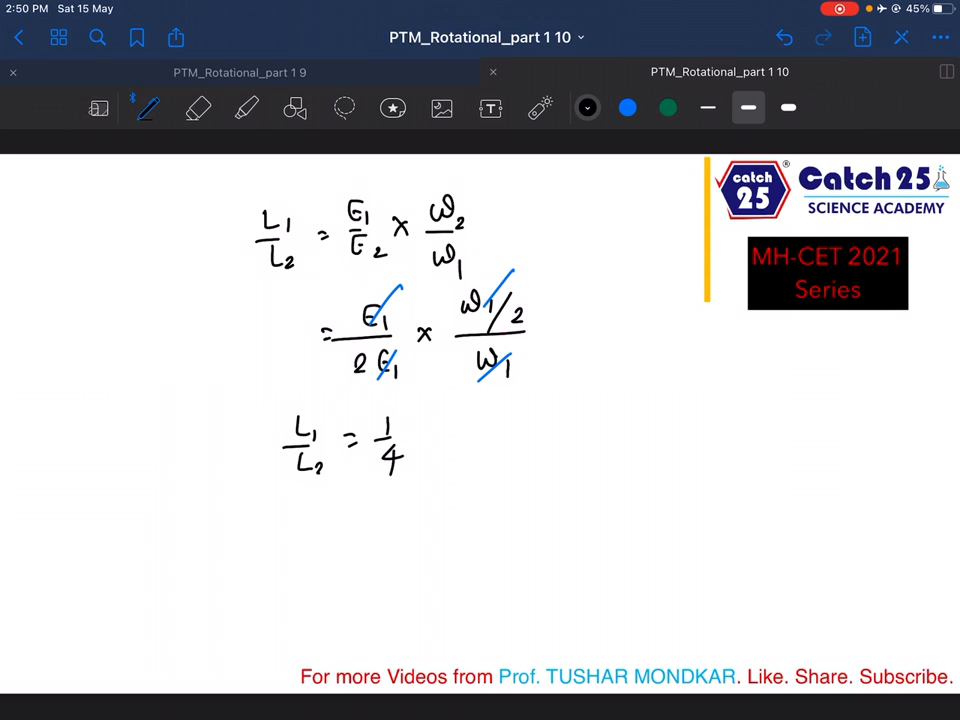 2:50 PM Sat 15 May
45%
PTM_Rotational_part 1 10
PTM_Rotational_part 1 9
PTM_Rotational_part 1 10
T
catch 25
®
Catch 25
SCIENCE ACADEMY
MH-CET 2021
Series
L₁/L₂ = E₁/E₂ × ω₂/ω₁
= E₁/2E₁ × (ω₁/2)/ω₁
L₁/L₂ = 1/4
For more Videos from Prof. TUSHAR MONDKAR. Like. Share. Subscribe.